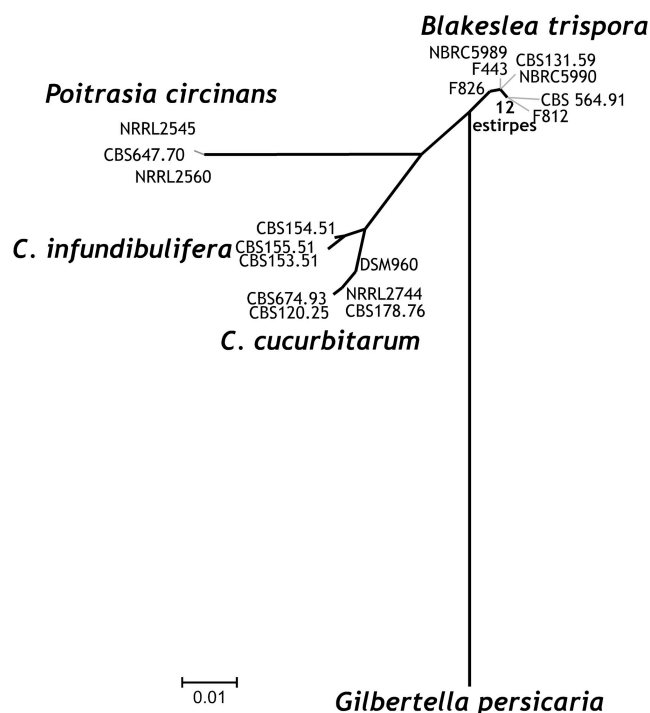 Blakeslea trispora
NBRC5989
CBS131.59
F443
NBRC5990
F826
CBS 564.91
12
estirpes
F812
Poitrasia circinans
NRRL2545
CBS647.70
NRRL2560
CBS154.51
C. infundibulifera
CBS155.51
CBS153.51
DSM960
CBS674.93
NRRL2744
CBS120.25
CBS178.76
C. cucurbitarum
0.01
Gilbertella persicaria